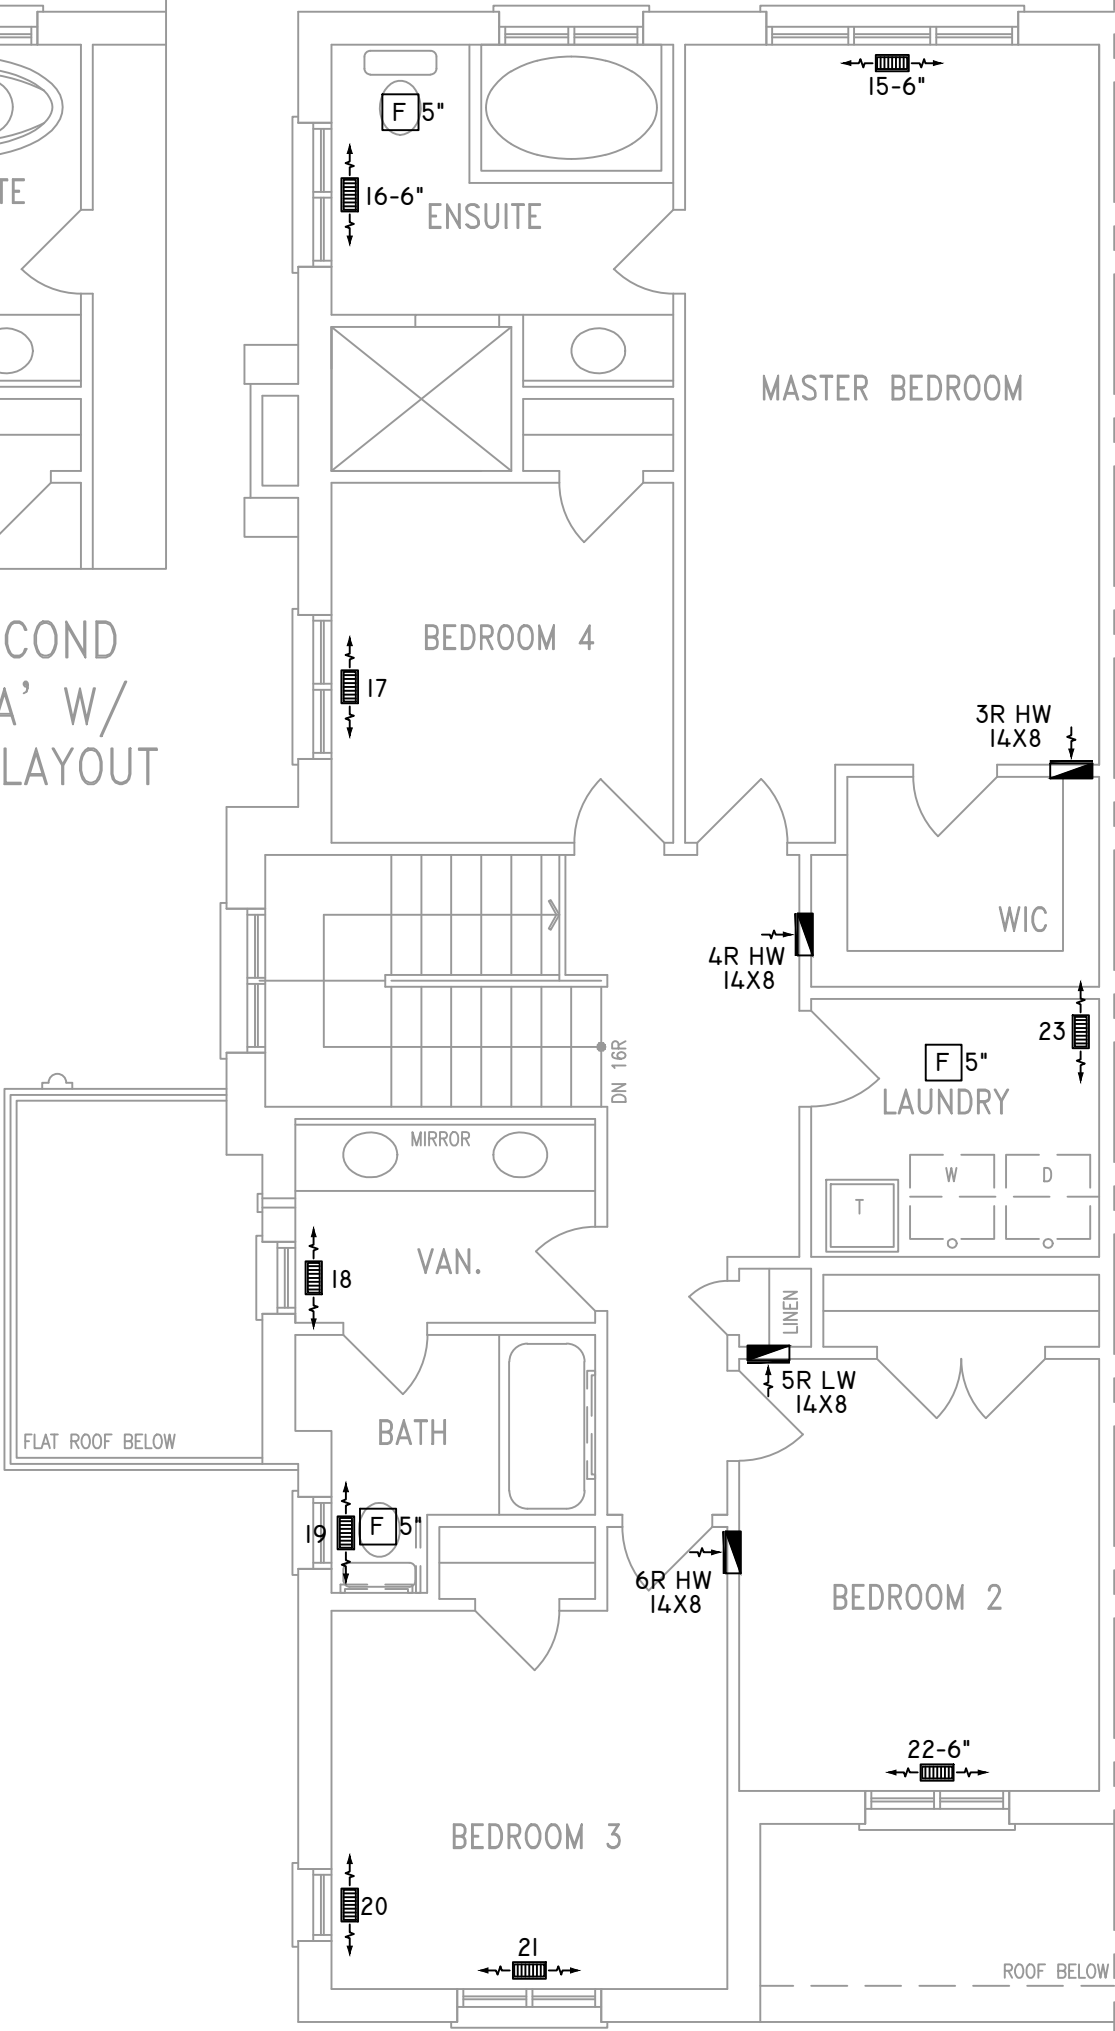 15-6"
F 5"
16-6"
TE
ENSUITE
MASTER BEDROOM
COND
A' W/
LAYOUT
BEDROOM 4
17
3R HW
14X8
WIC
4R HW
14X8
23
F 5"
LAUNDRY
DN 16R
MIRROR
W
D
T
VAN.
18
LINEN
5R LW
14X8
BATH
FLAT ROOF BELOW
19
F 5"
6R HW
14X8
BEDROOM 2
22-6"
BEDROOM 3
20
21
ROOF BELOW